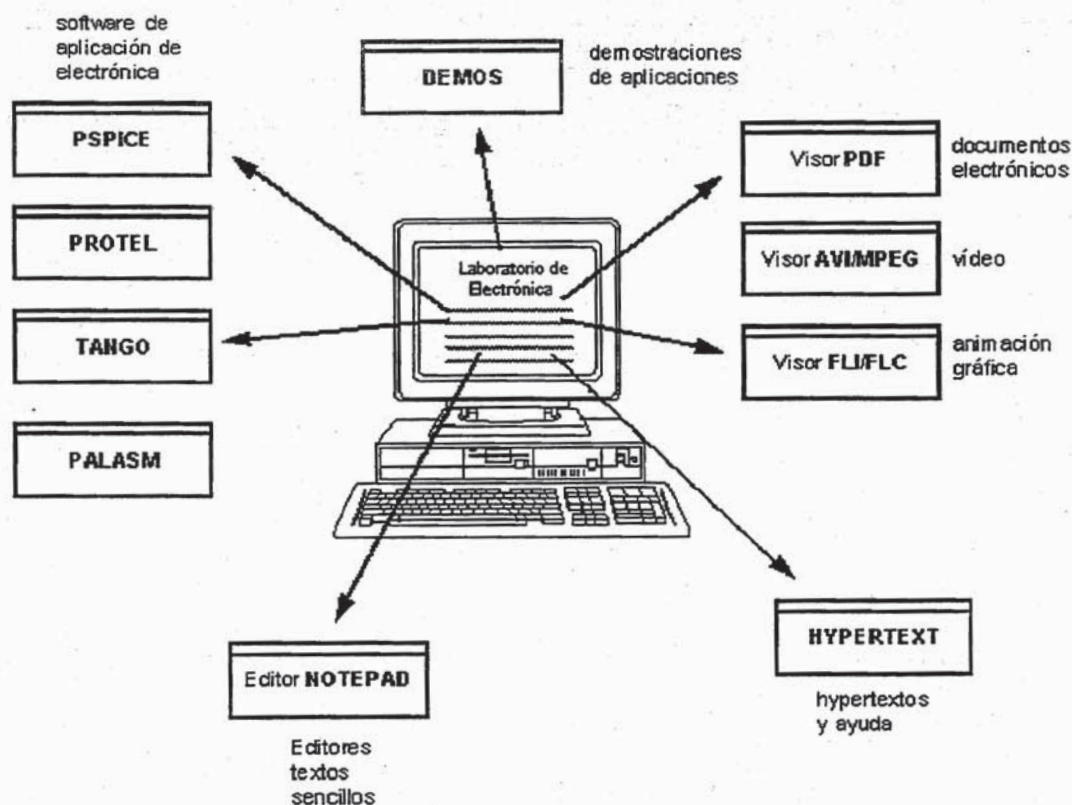 software de
aplicación de
electrónica
PSPICE
PROTEL
TANGO
PALASM
DEMOS
demostraciones
de aplicaciones
Visor PDF
documentos
electrónicos
Visor AVI/MPEG
vídeo
Visor FLI/FLC
animación
gráfica
Laboratorio de
Electrónica
Editor NOTEPAD
Editores
textos
sencillos
HYPERTEXT
hypertextos
y ayuda